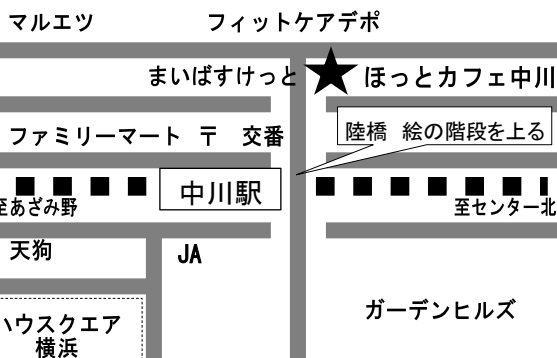 マルエツ
フィットケアデポ
まいばすけっと
ほっとカフェ中川
ファミリーマート 〒 交番
陸橋 絵の階段を上る
中川駅
至あざみ野
至センター北
天狗
JA
ガーデンヒルズ
ハウスクエア
横浜